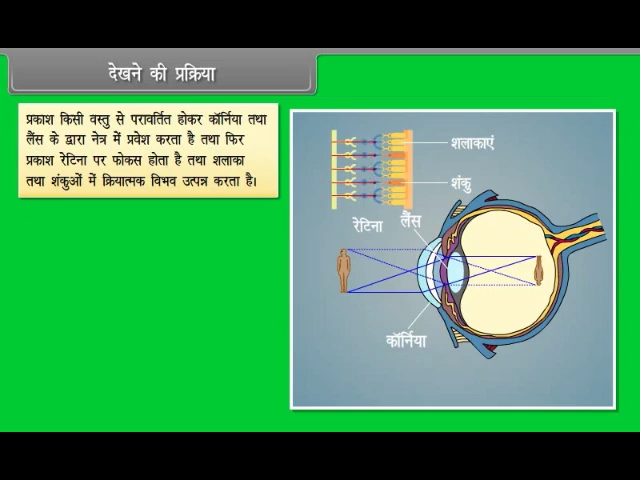 देखने की प्रक्रिया
प्रकाश किसी वस्तु से परावर्तित होकर कॉर्निया तथा
लैंस के द्वारा नेत्र में प्रवेश करता है तथा फिर
प्रकाश रेटिना पर फोकस होता है तथा शलाका
तथा शंकुओं में क्रियात्मक विभव उत्पन्न करता है।
शलाकाएं
शंकु
रेटिना
लैंस
कॉर्निया